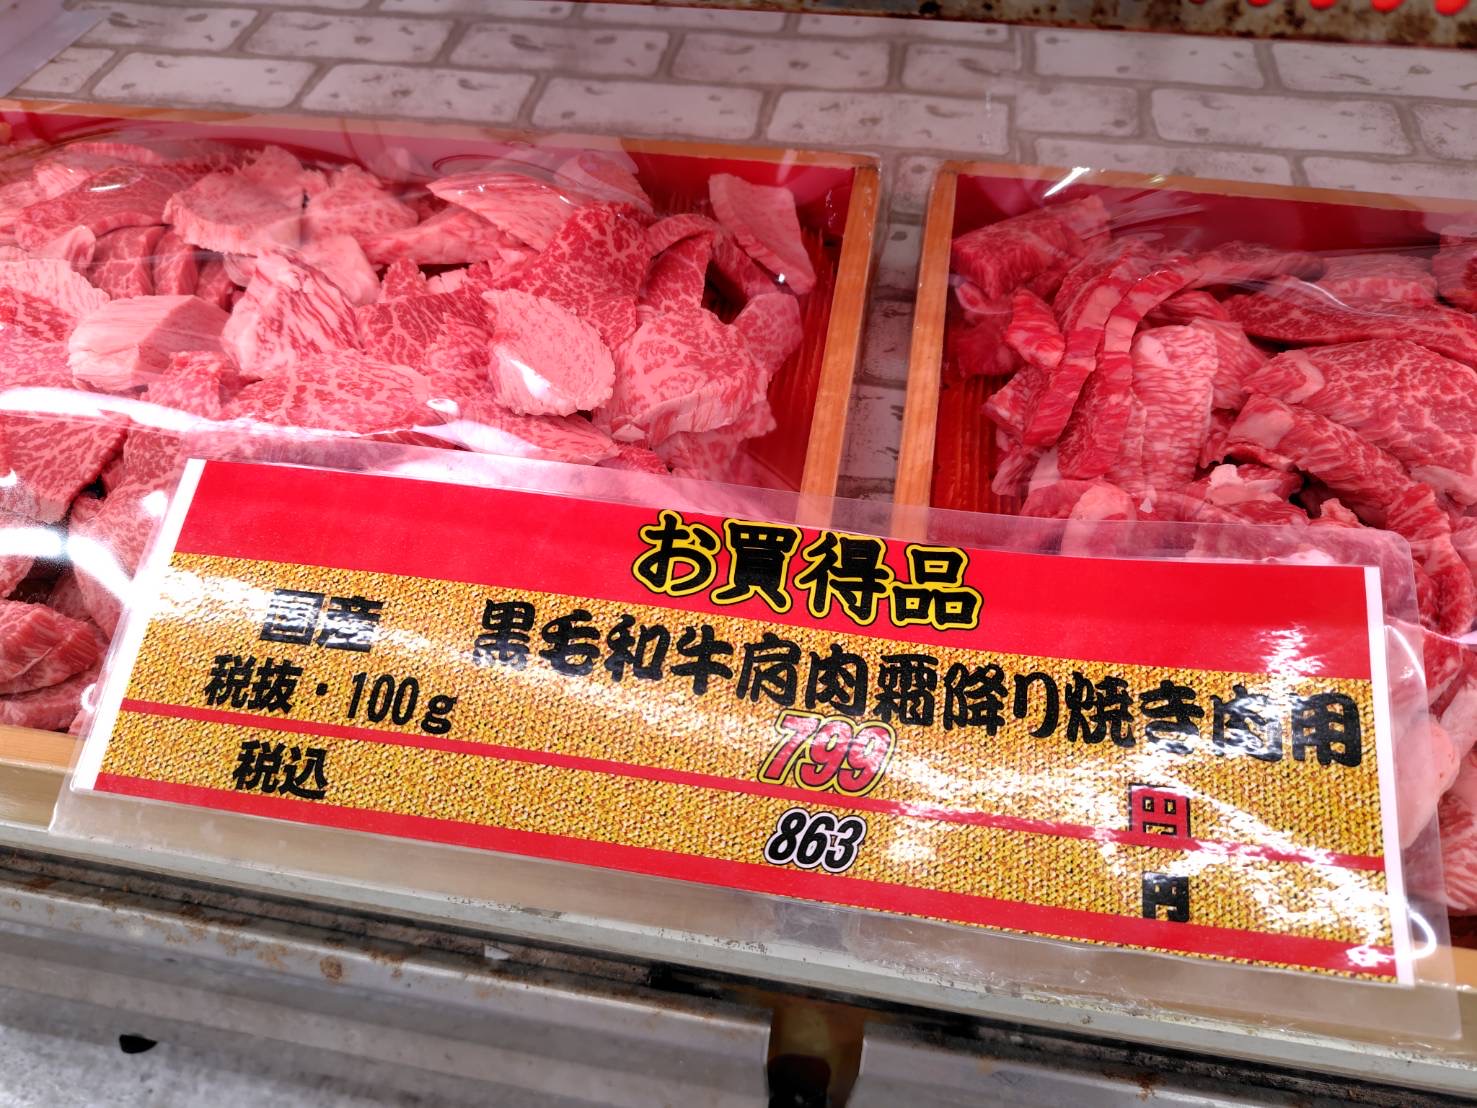 お買得品
国産 黒毛和牛肩肉霜降り焼き肉用
税抜・100g 799 円
税込 863 円